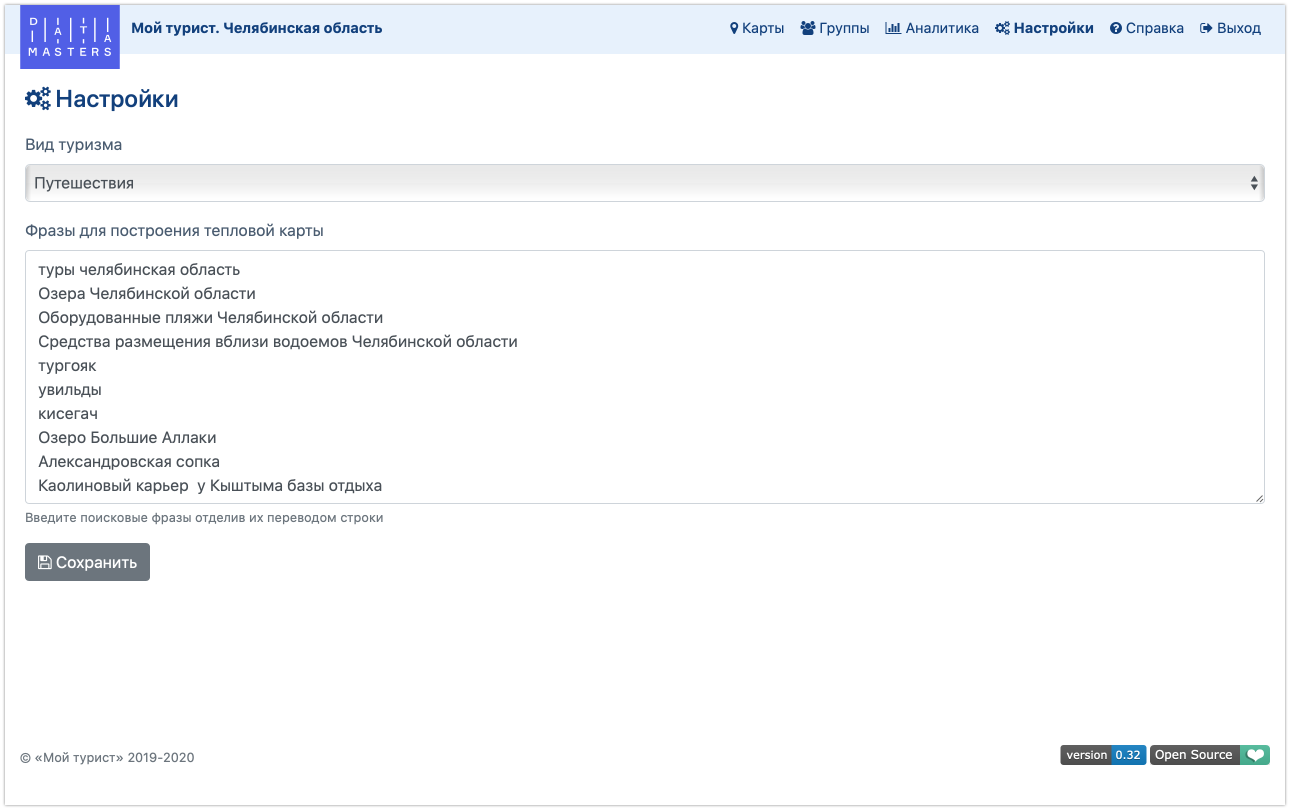 DATA
MASTERS
Мой турист. Челябинская область
Карты Группы Аналитика Настройки Справка Выход
Настройки
Вид туризма
Путешествия
Фразы для построения тепловой карты
туры челябинская область
Озера Челябинской области
Оборудованные пляжи Челябинской области
Средства размещения вблизи водоемов Челябинской области
тургояк
увильды
кисегач
Озеро Большие Аллаки
Александровская сопка
Каолиновый карьер  у Кыштыма базы отдыха
Введите поисковые фразы отделив их переводом строки
Сохранить
© «Мой турист» 2019-2020
version 0.32 Open Source